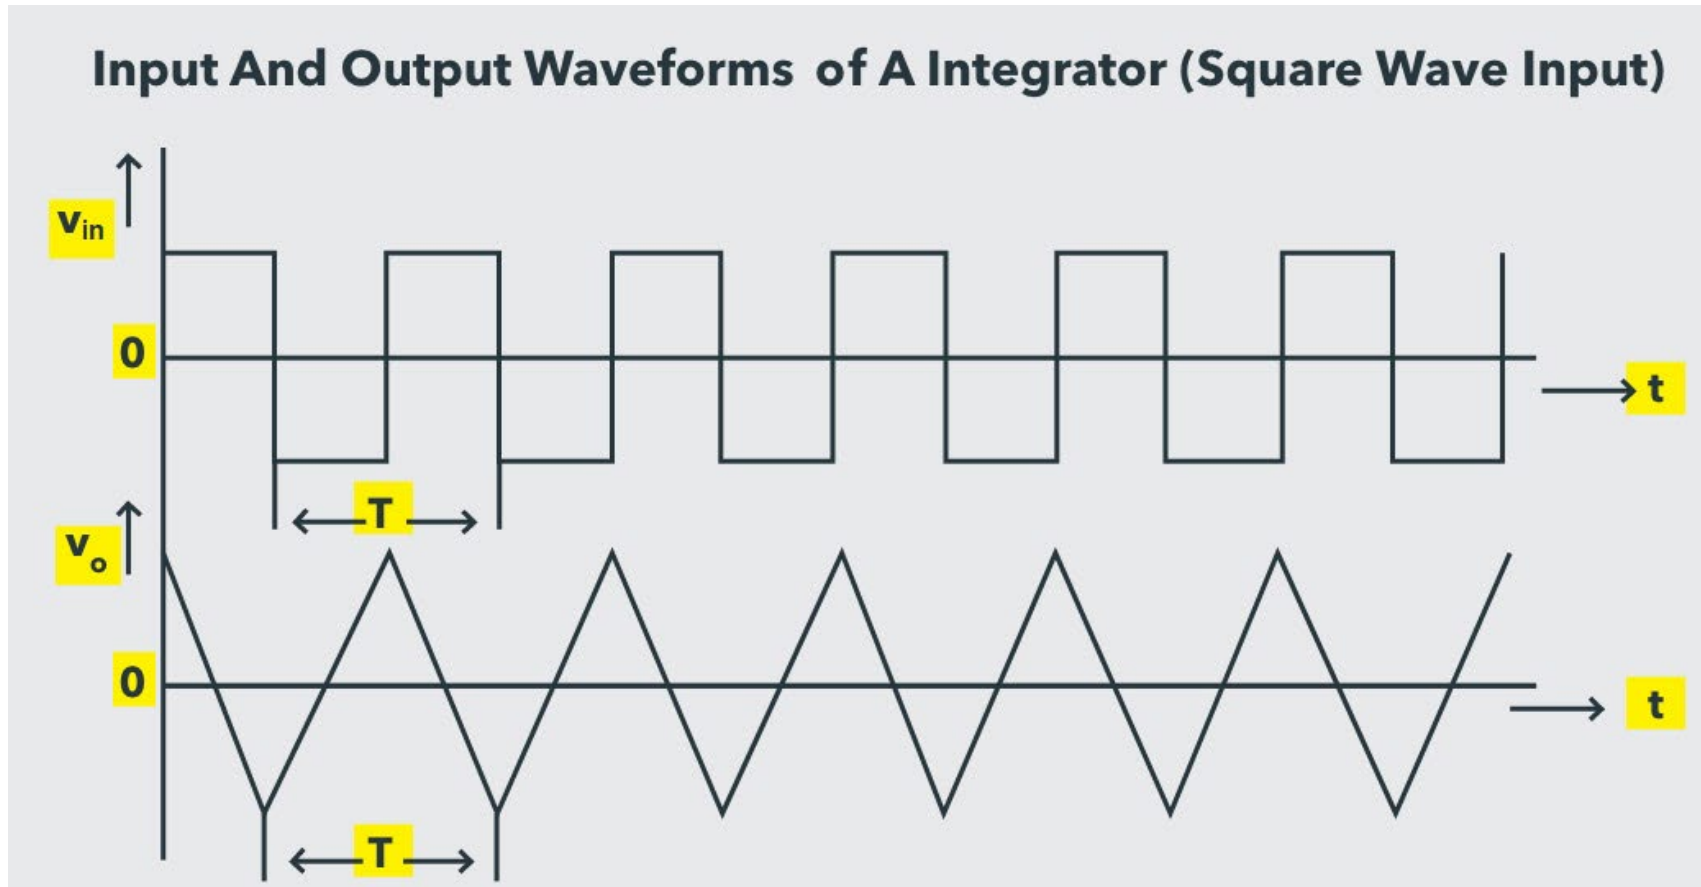 Input And Output Waveforms of A Integrator (Square Wave Input)
vin
0
t
T
vo
0
t
T